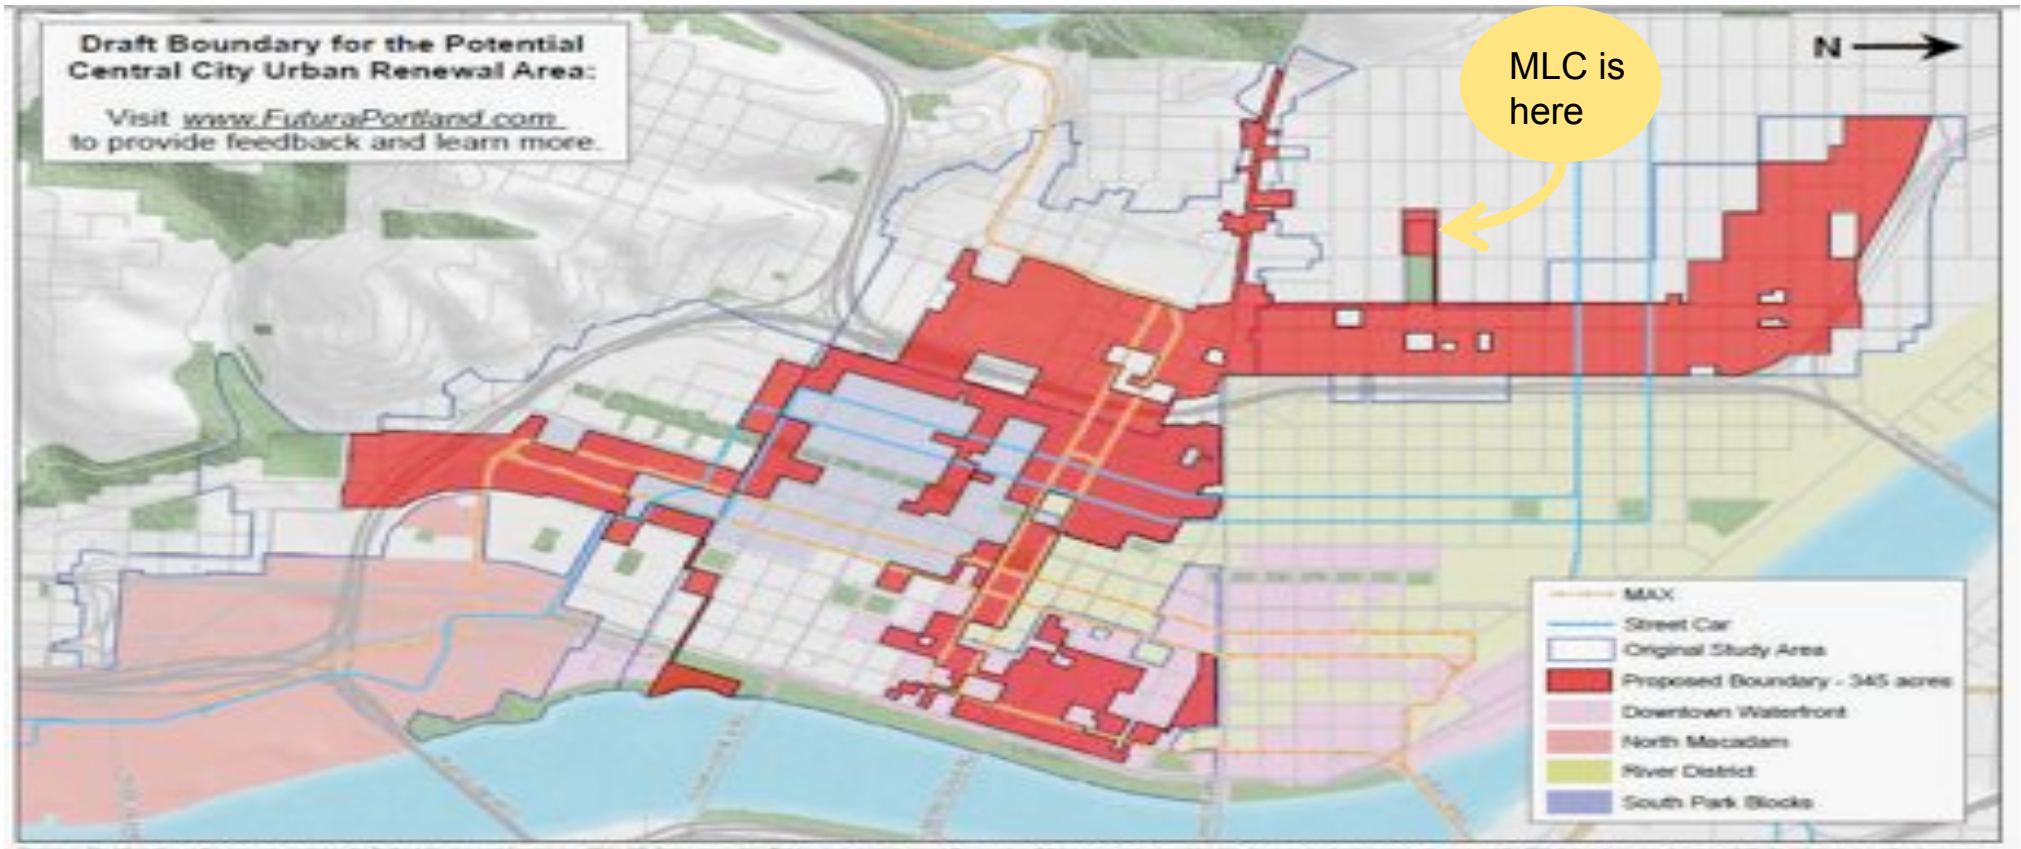 Draft Boundary for the Potential
Central City Urban Renewal Area:
Visit www.FuturaPortland.com
to provide feedback and learn more.
MLC is
here
N
MAX
Street Car
Original Study Area
Proposed Boundary - 345 acres
Downtown Waterfront
North Macadam
River District
South Park Blocks